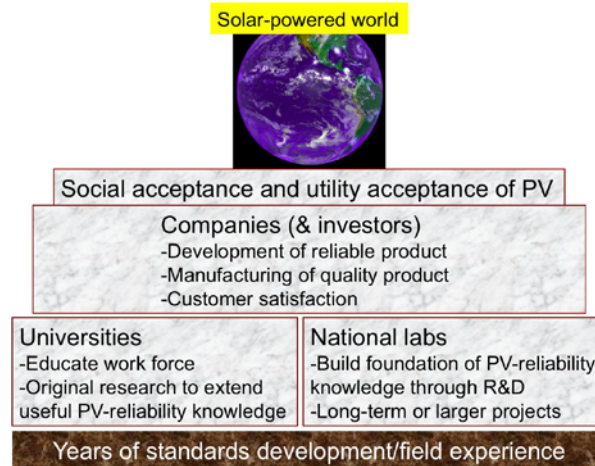 Solar-powered world
Social acceptance and utility acceptance of PV
Companies (& investors)
-Development of reliable product
-Manufacturing of quality product
-Customer satisfaction
Universities
-Educate work force
-Original research to extend
useful PV-reliability knowledge
National labs
-Build foundation of PV-reliability
knowledge through R&D
-Long-term or larger projects
Years of standards development/field experience